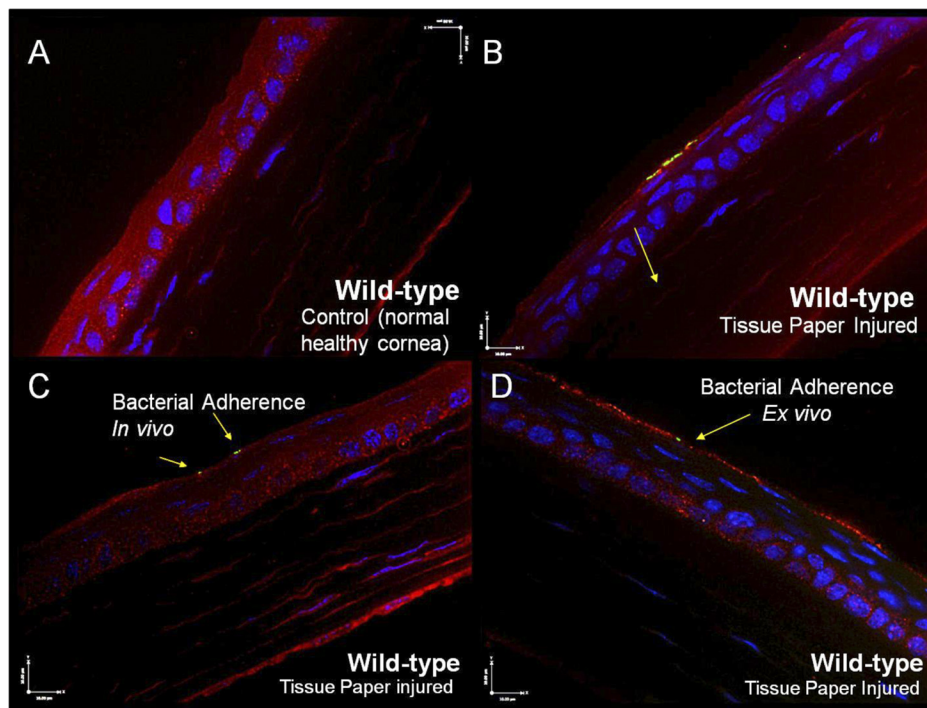 A
Wild-type
Control (normal
healthy cornea)
B
Wild-type
Tissue Paper Injured
C
Bacterial Adherence
In vivo
Wild-type
Tissue Paper injured
D
Bacterial Adherence
Ex vivo
Wild-type
Tissue Paper Injured